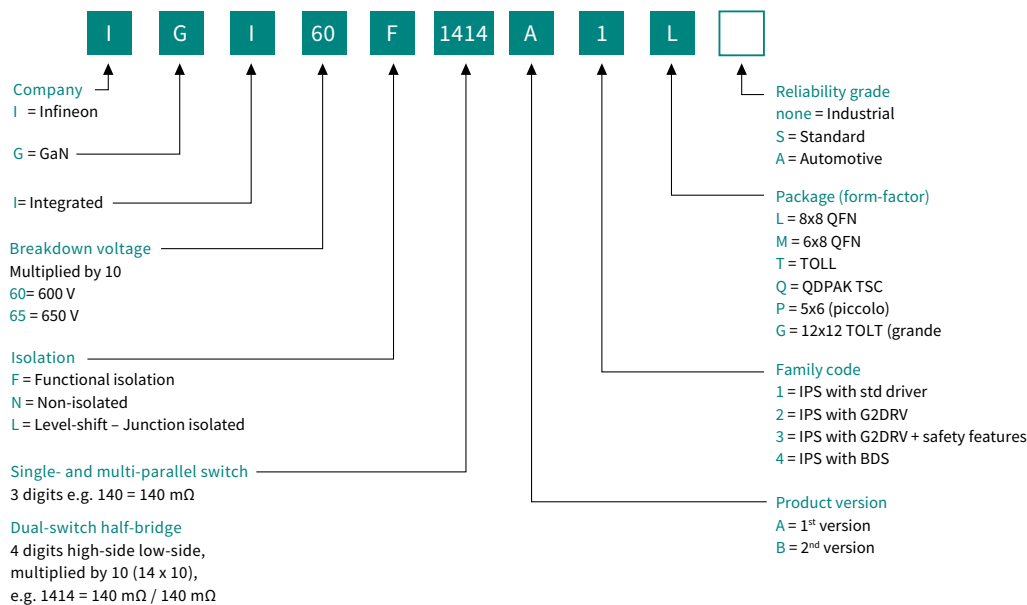 I G I 60 F 1414 A 1 L
Company
I = Infineon
G = GaN
I= Integrated
Breakdown voltage
Multiplied by 10
60= 600 V
65 = 650 V
Isolation
F = Functional isolation
N = Non-isolated
L = Level-shift – Junction isolated
Single- and multi-parallel switch
3 digits e.g. 140 = 140 mΩ
Dual-switch half-bridge
4 digits high-side low-side,
multiplied by 10 (14 x 10),
e.g. 1414 = 140 mΩ / 140 mΩ
Reliability grade
none = Industrial
S = Standard
A = Automotive
Package (form-factor)
L = 8x8 QFN
M = 6x8 QFN
T = TOLL
Q = QDPAK TSC
P = 5x6 (piccolo)
G = 12x12 TOLT (grande
Family code
1 = IPS with std driver
2 = IPS with G2DRV
3 = IPS with G2DRV + safety features
4 = IPS with BDS
Product version
A = 1st version
B = 2nd version